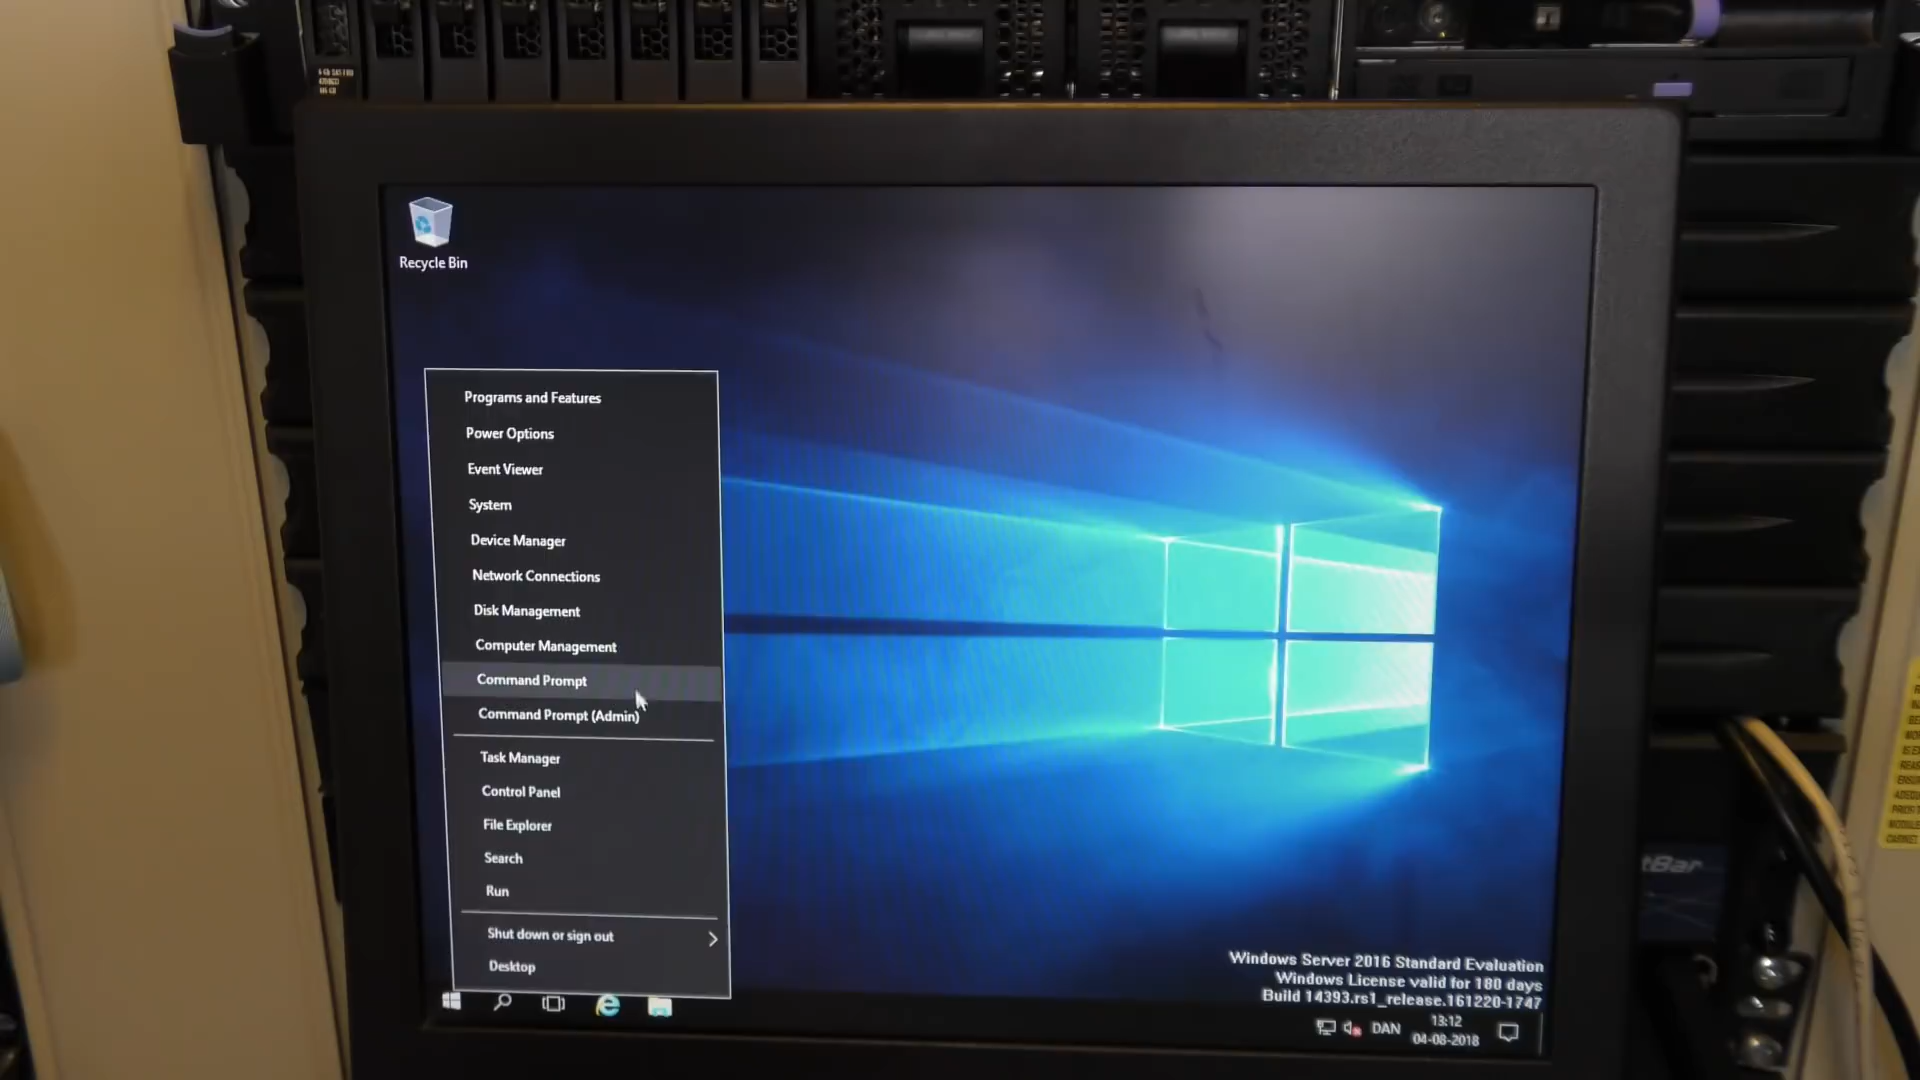 Recycle Bin
Programs and Features
Power Options
Event Viewer
System
Device Manager
Network Connections
Disk Management
Computer Management
Command Prompt
Command Prompt (Admin)
Task Manager
Control Panel
File Explorer
Search
Run
Shut down or sign out
Desktop
Windows Server 2016 Standard Evaluation
Windows License valid for 180 days
Build 14393.rs1_release.161220-1747
DAN
13:12
04-08-2018
tBar